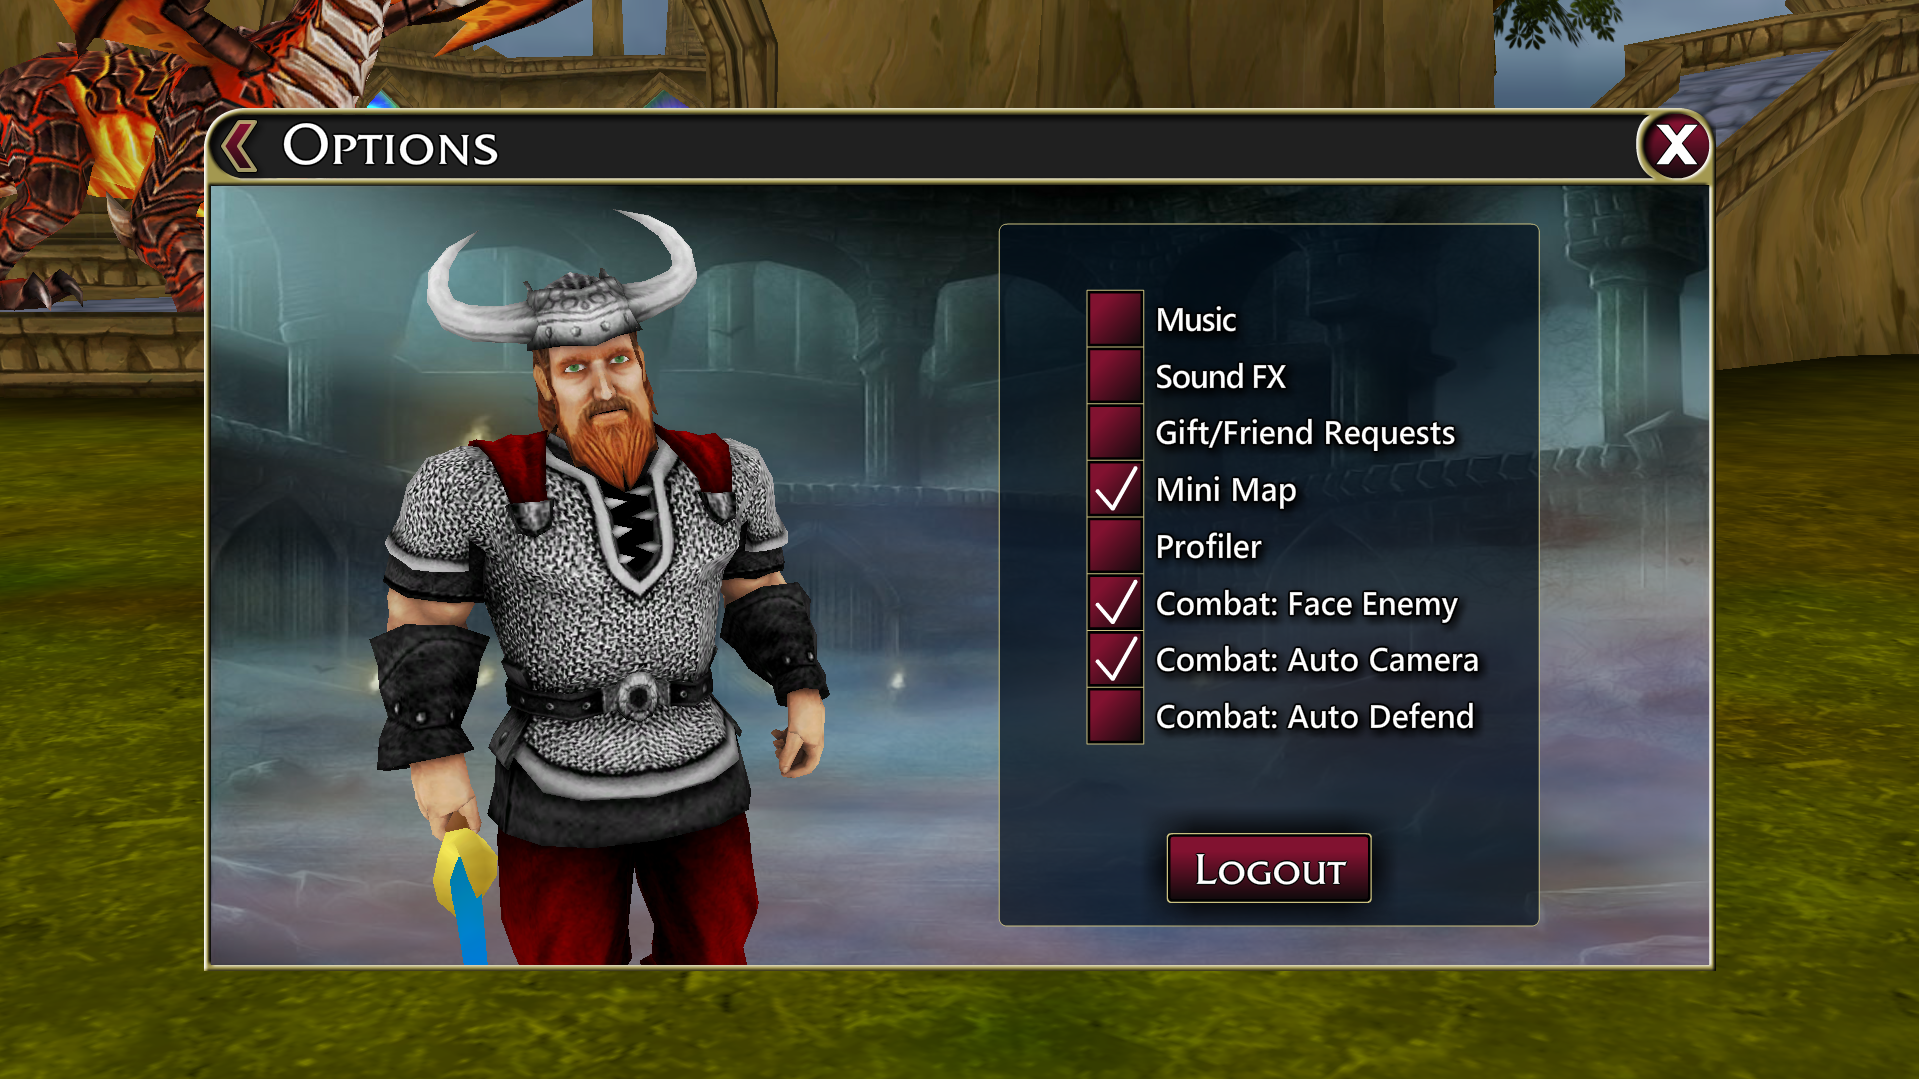 Options
Music
Sound FX
Gift/Friend Requests
Mini Map
Profiler
Combat: Face Enemy
Combat: Auto Camera
Combat: Auto Defend
Logout